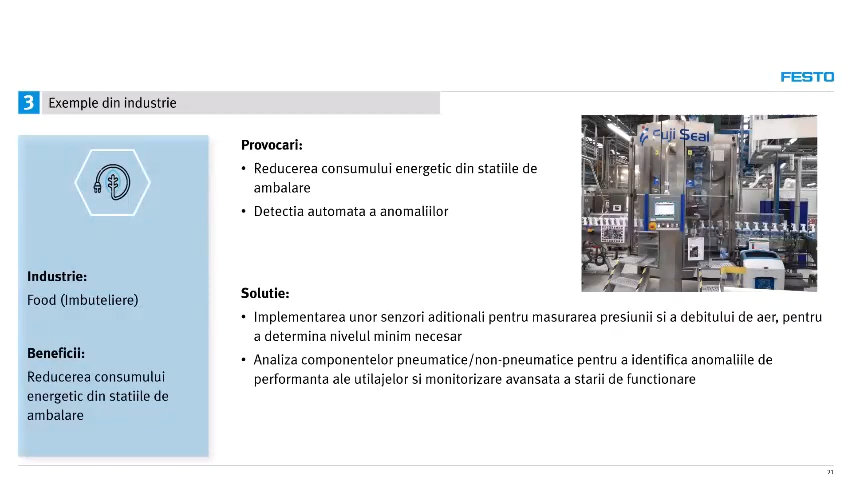 FESTO
3 Exemple din industrie
Provocari:
• Reducerea consumului energetic din statiile de
ambalare
• Detectia automata a anomaliilor
Fuji Seal
Industrie:
Food (Imbuteliere)
Beneficii:
Reducerea consumului
energetic din statiile de
ambalare
Solutie:
• Implementarea unor senzori aditionali pentru masurarea presiunii si a debitului de aer, pentru
a determina nivelul minim necesar
• Analiza componentelor pneumatice/non-pneumatice pentru a identifica anomaliile de
performanta ale utilajelor si monitorizare avansata a starii de functionare
21